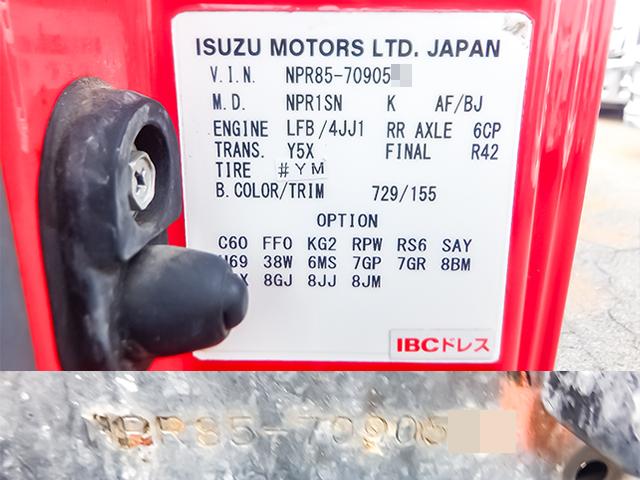 ISUZU MOTORS LTD. JAPAN
V.I.N. NPR85-70905
M.D. NPR1SN K AF/BJ
ENGINE LFB/4JJ1 RR AXLE 6CP
TRANS. Y5X FINAL R42
TIRE #YM
B.COLOR/TRIM 729/155
OPTION
C60 FF0 KG2 RPW RS6 SAY
38W 6MS 7GP 7GR 8BM
8GJ 8JJ 8JM
IBCドレス
NPR85-70905